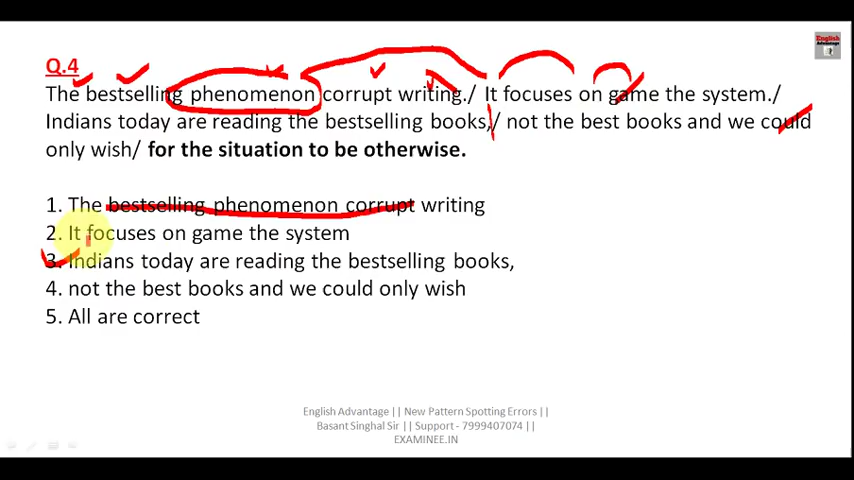 English
Advantage
Q.4
The bestselling phenomenon corrupt writing./ It focuses on game the system./
Indians today are reading the bestselling books,/ not the best books and we could
only wish/ for the situation to be otherwise.
1. The bestselling phenomenon corrupt writing
2. It focuses on game the system
3. Indians today are reading the bestselling books,
4. not the best books and we could only wish
5. All are correct
English Advantage || New Pattern Spotting Errors ||
Basant Singhal Sir || Support - 7999407074 ||
EXAMINEE.IN